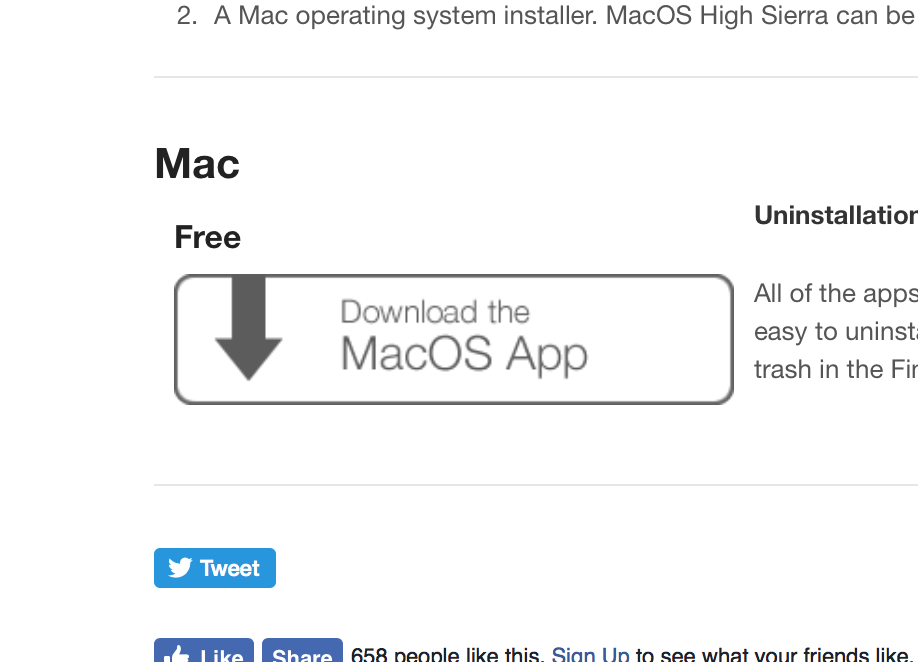 2. A Mac operating system installer. MacOS High Sierra can be
Mac
Free
Download the
MacOS App
Uninstallation
All of the apps
easy to uninsta
trash in the Fin
Tweet
Like Share 658 people like this. Sign Up to see what your friends like.